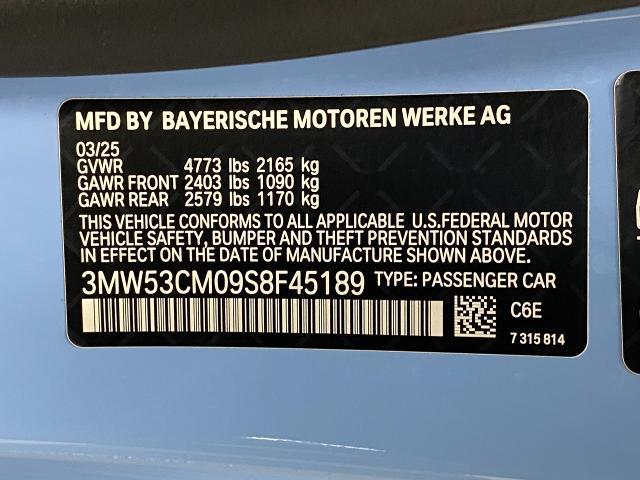 MFD BY BAYERISCHE MOTOREN WERKE AG
03/25
GVWR 4773 lbs 2165 kg
GAWR FRONT 2403 lbs 1090 kg
GAWR REAR 2579 lbs 1170 kg
THIS VEHICLE CONFORMS TO ALL APPLICABLE U.S.FEDERAL MOTOR
VEHICLE SAFETY, BUMPER AND THEFT PREVENTION STANDARDS
IN EFFECT ON THE DATE OF MANUFACTURE SHOWN ABOVE.
3MW53CM09S8F45189 TYPE: PASSENGER CAR
C6E
7 315 814